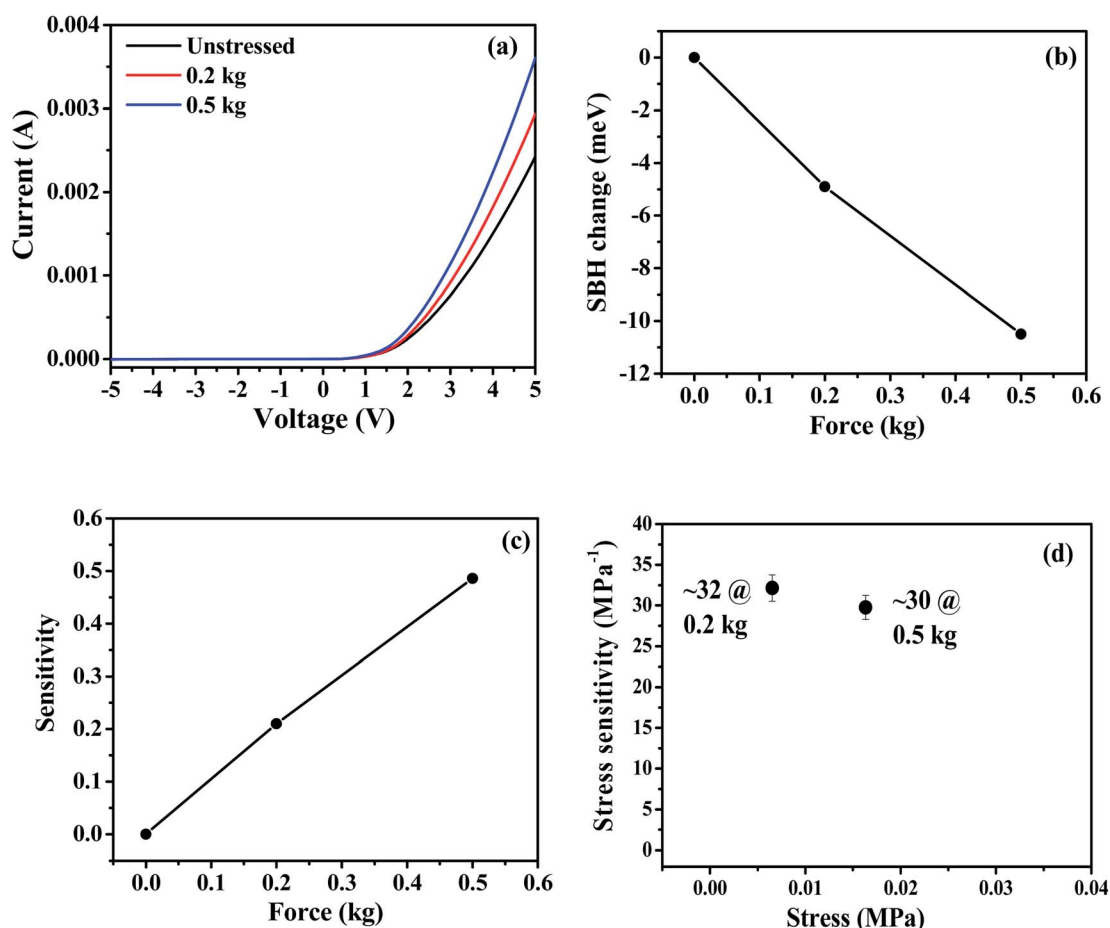 (a)
Unstressed
0.2 kg
0.5 kg
0.004
0.003
0.002
0.001
0.000
Current (A)
-5 -4 -3 -2 -1 0 1 2 3 4 5
Voltage (V)
(b)
0
-2
-4
-6
-8
-10
-12
SBH change (meV)
0.0 0.1 0.2 0.3 0.4 0.5 0.6
Force (kg)
(c)
0.6
0.5
0.4
0.3
0.2
0.1
0.0
Sensitivity
0.0 0.1 0.2 0.3 0.4 0.5 0.6
Force (kg)
(d)
40
35
30
25
20
15
10
5
0
Stress sensitivity (MPa⁻¹)
~32 @
0.2 kg
~30 @
0.5 kg
0.00 0.01 0.02 0.03 0.04
Stress (MPa)